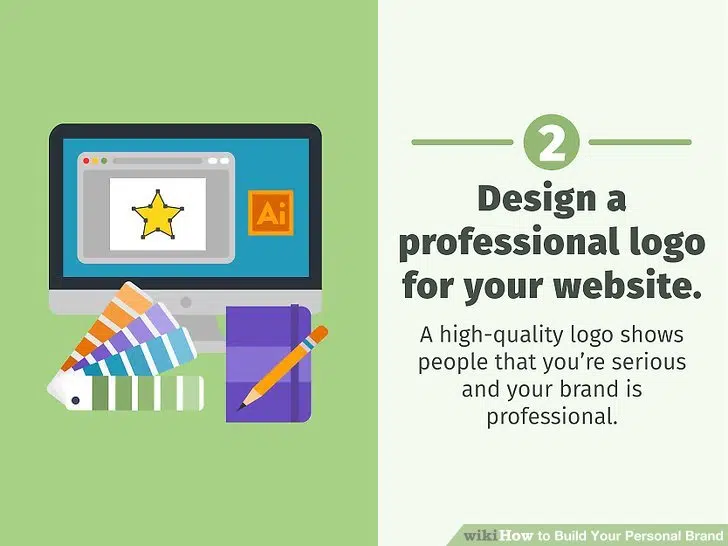 Ai
2
Design a
professional logo
for your website.
A high-quality logo shows
people that you’re serious
and your brand is
professional.
wikiHow to Build Your Personal Brand